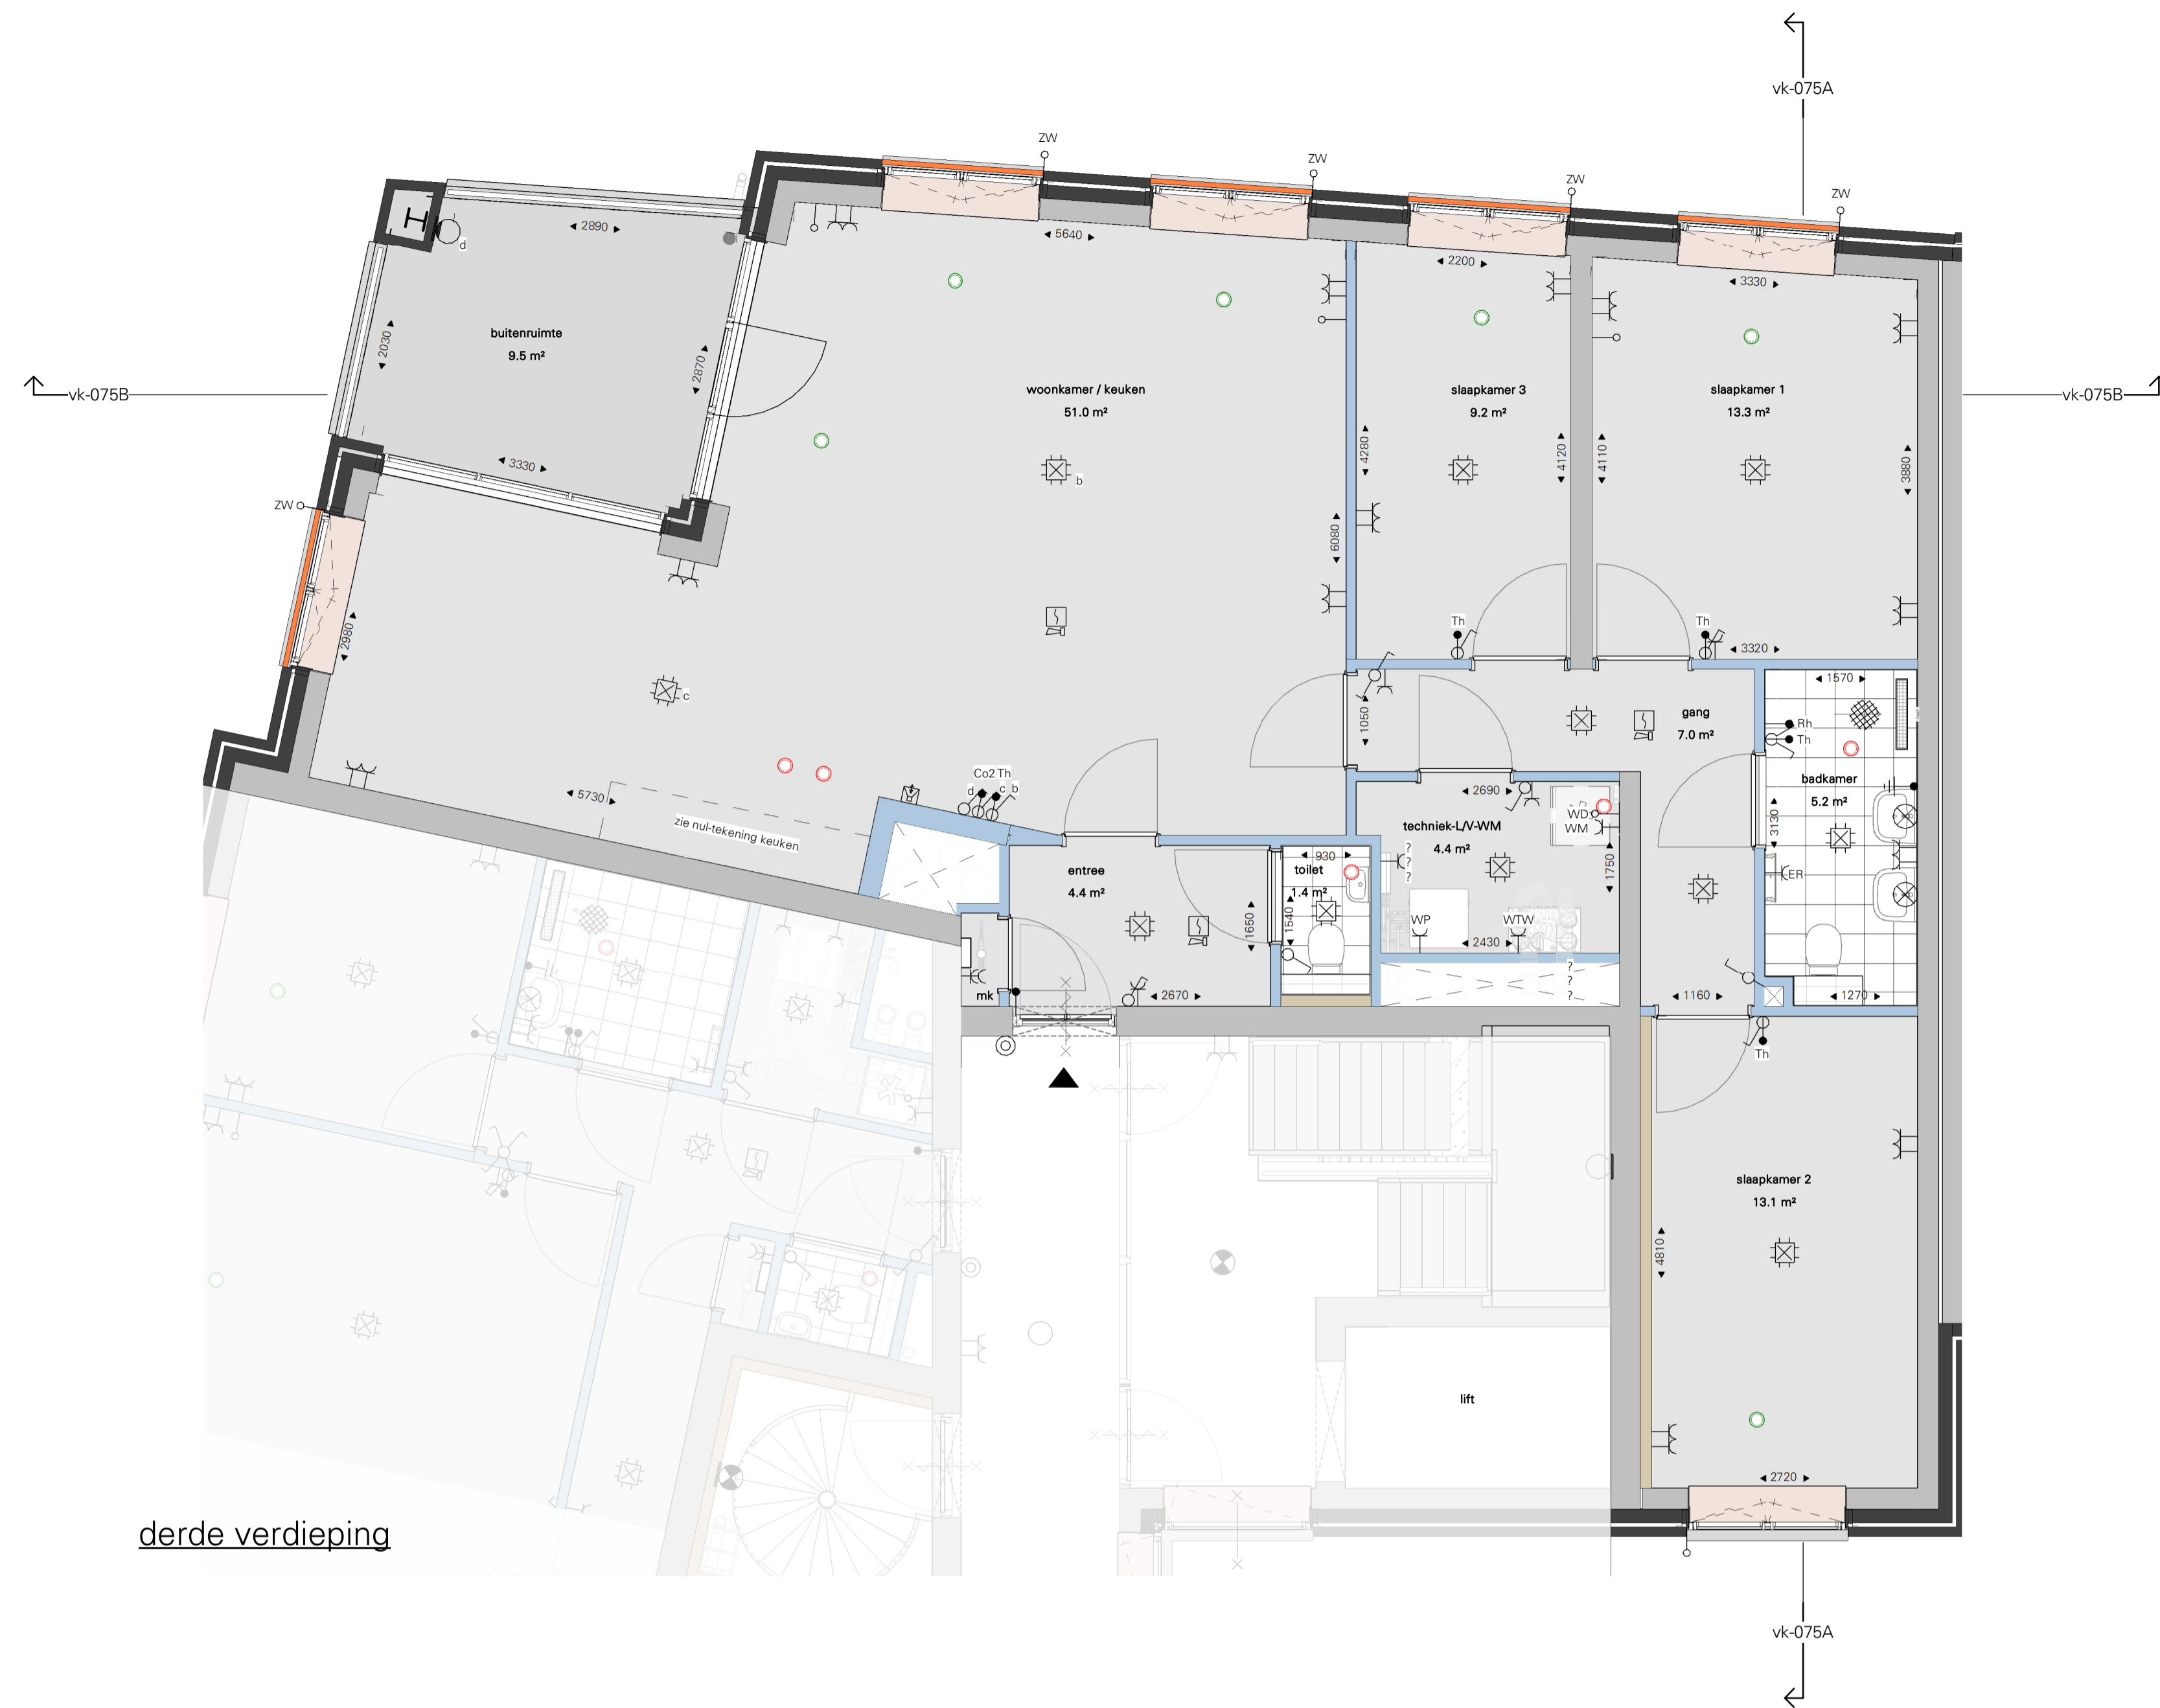 vk-075A
ZW
ZW
ZW
ZW
2890
d
5640
2200
3330
buitenruimte
9.5 m²
2030
2870
vk-075B
vk-075B
woonkamer / keuken
51.0 m²
slaapkamer 3
9.2 m²
slaapkamer 1
13.3 m²
3330
4280
4120
4110
3880
b
ZW
6080
2980
Th
Th
3320
c
1570
1050
gang
7.0 m²
Rh
Th
Co2 Th
d
c b
5730
zie nul-tekening keuken
2690
badkamer
5.2 m²
WD
WM
techniek-L/V-WM
4.4 m²
3130
?
?
?
1750
930
toilet
1.4 m²
entree
4.4 m²
ER
1540
1650
WP
WTW
2430
?
?
?
mk
2670
1160
1270
Th
slaapkamer 2
13.1 m²
4810
lift
2720
derde verdieping
vk-075A